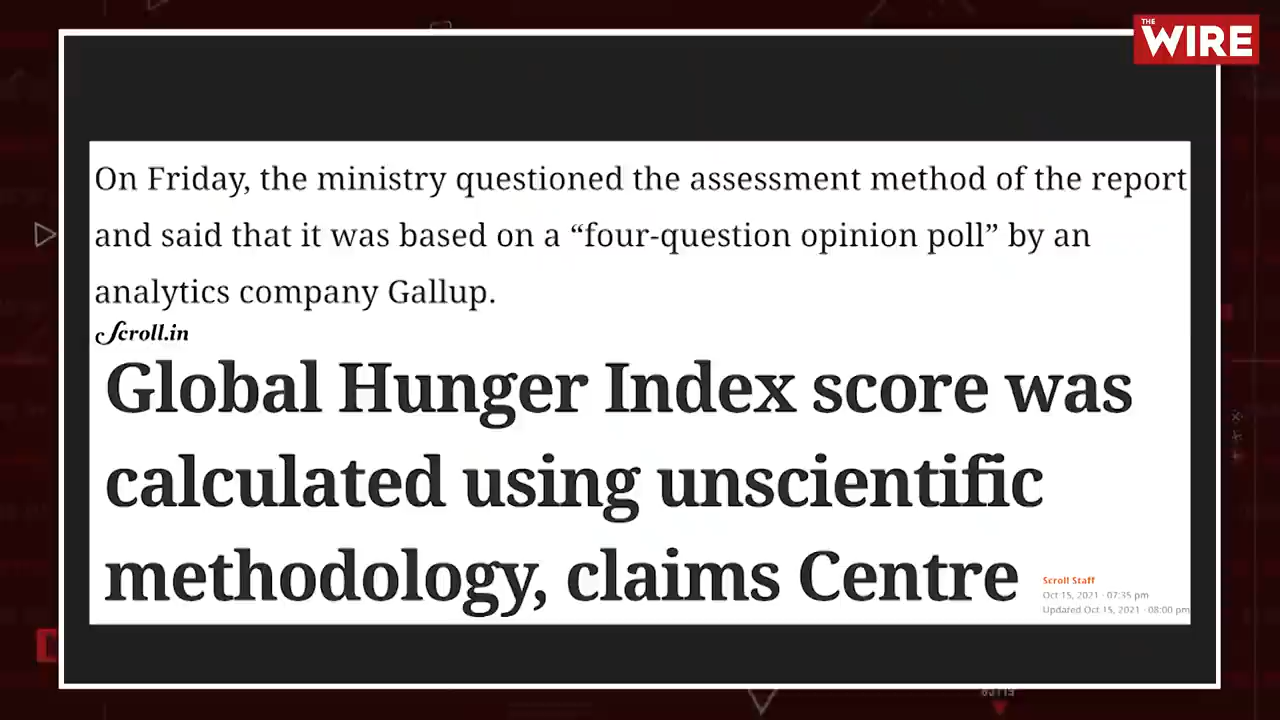 THE
WIRE
On Friday, the ministry questioned the assessment method of the report
and said that it was based on a “four-question opinion poll” by an
analytics company Gallup.
Scroll.in
Global Hunger Index score was
calculated using unscientific
methodology, claims Centre
Scroll Staff
Oct 15, 2021 · 07:35 pm
Updated Oct 15, 2021 · 08:00 pm